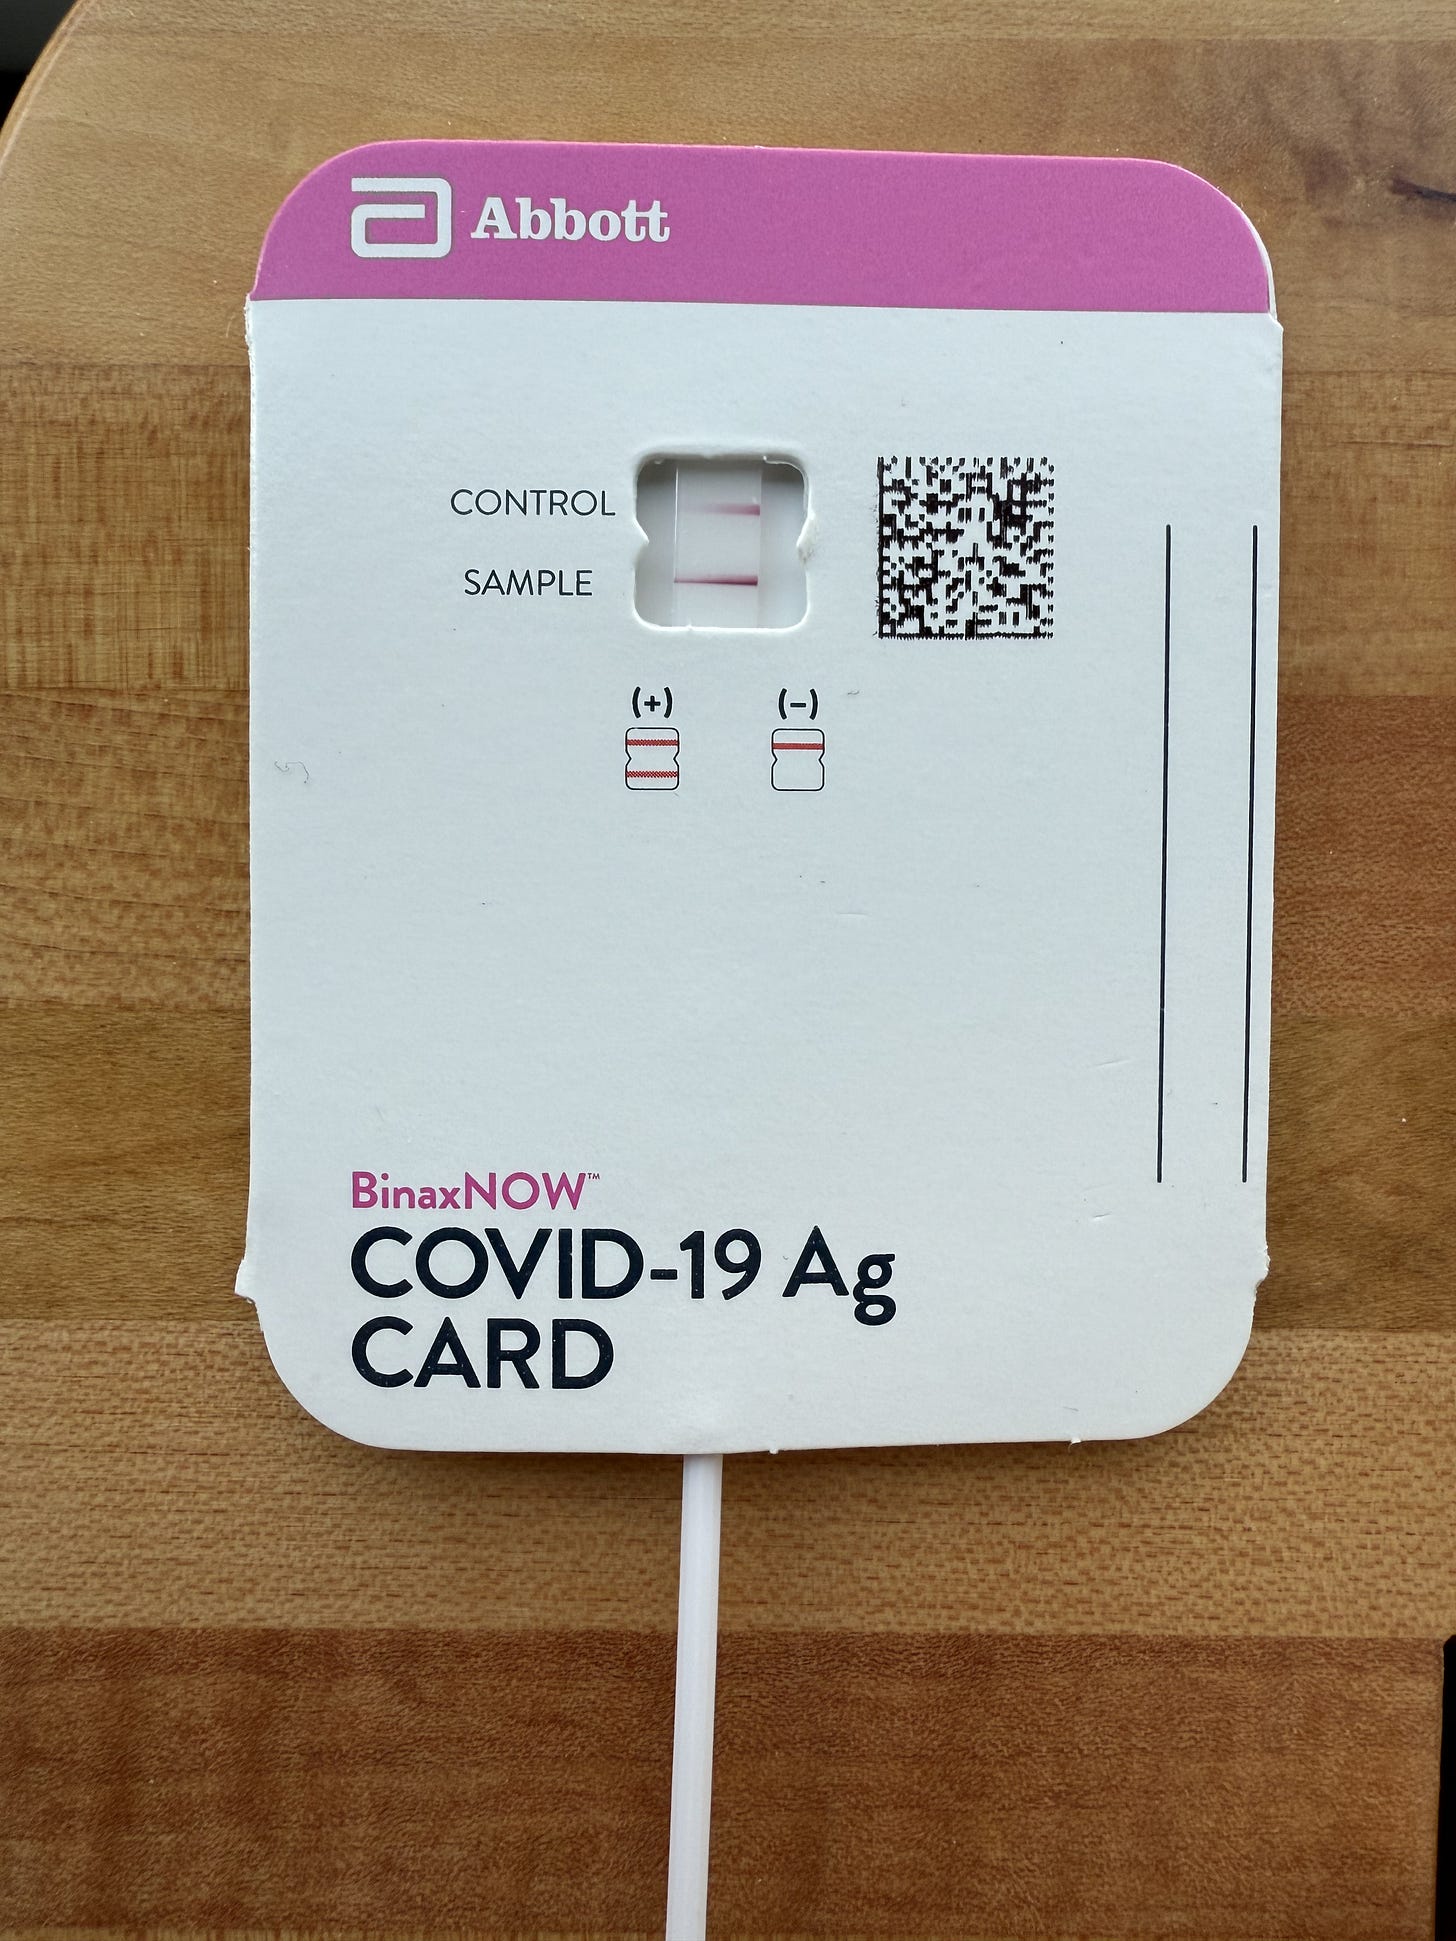 Abbott
CONTROL
SAMPLE
(+) (–)
BinaxNOW™
COVID-19 Ag
CARD